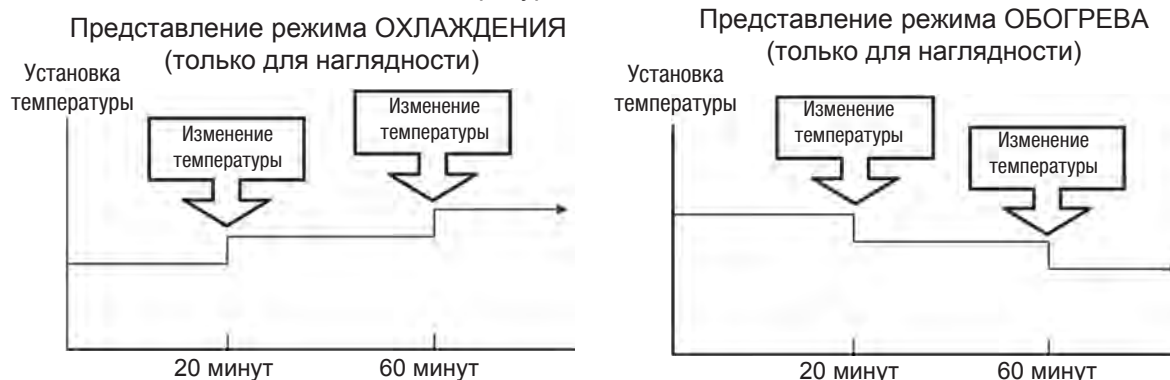 Представление режима ОХЛАЖДЕНИЯ
(только для наглядности)
Установка
температуры
Изменение
температуры
Изменение
температуры
20 минут
60 минут
Представление режима ОБОГРЕВА
(только для наглядности)
Установка
температуры
Изменение
температуры
Изменение
температуры
20 минут
60 минут